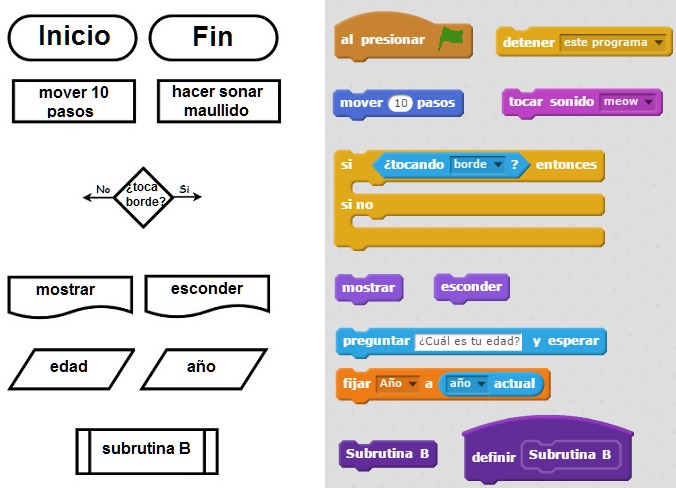 Inicio Fin al presionar detener este programa
mover 10 pasos hacer sonar maullido mover 10 pasos tocar sonido meow
No ¿toca borde? Si si ¿tocando borde ? entonces
si no
mostrar esconder mostrar esconder
preguntar ¿Cuál es tu edad? y esperar
edad año fijar Año a año actual
subrutina B Subrutina B definir Subrutina B